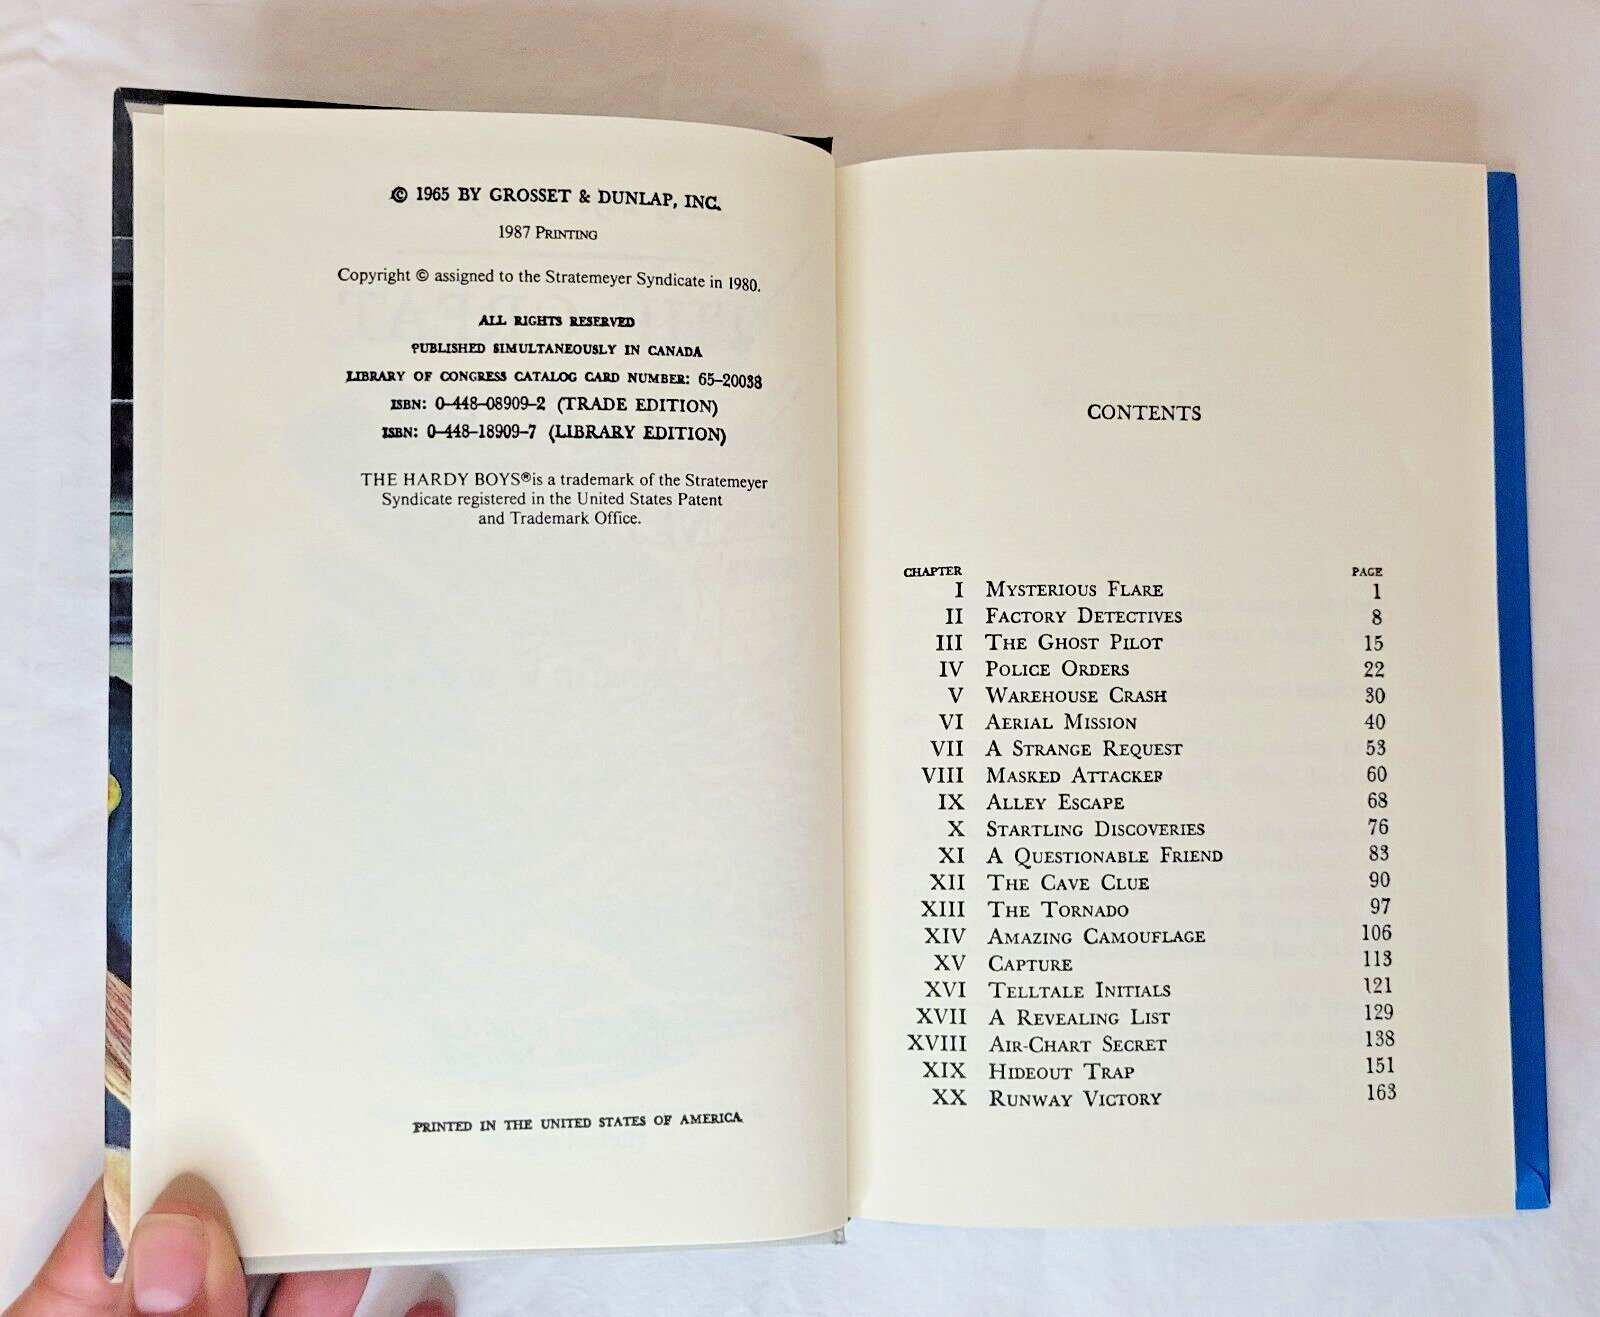 © 1965 BY GROSSET & DUNLAP, INC.
1987 PRINTING
Copyright © assigned to the Stratemeyer Syndicate in 1980.
ALL RIGHTS RESERVED
PUBLISHED SIMULTANEOUSLY IN CANADA
LIBRARY OF CONGRESS CATALOG CARD NUMBER: 65–20038
ISBN: 0–448–08909–2 (TRADE EDITION)
ISBN: 0–448–18909–7 (LIBRARY EDITION)
THE HARDY BOYS® is a trademark of the Stratemeyer
Syndicate registered in the United States Patent
and Trademark Office.
PRINTED IN THE UNITED STATES OF AMERICA
CONTENTS
CHAPTER PAGE
I MYSTERIOUS FLARE 1
II FACTORY DETECTIVES 8
III THE GHOST PILOT 15
IV POLICE ORDERS 22
V WAREHOUSE CRASH 30
VI AERIAL MISSION 40
VII A STRANGE REQUEST 53
VIII MASKED ATTACKER 60
IX ALLEY ESCAPE 68
X STARTLING DISCOVERIES 76
XI A QUESTIONABLE FRIEND 83
XII THE CAVE CLUE 90
XIII THE TORNADO 97
XIV AMAZING CAMOUFLAGE 106
XV CAPTURE 113
XVI TELLTALE INITIALS 121
XVII A REVEALING LIST 129
XVIII AIR-CHART SECRET 138
XIX HIDEOUT TRAP 151
XX RUNWAY VICTORY 163